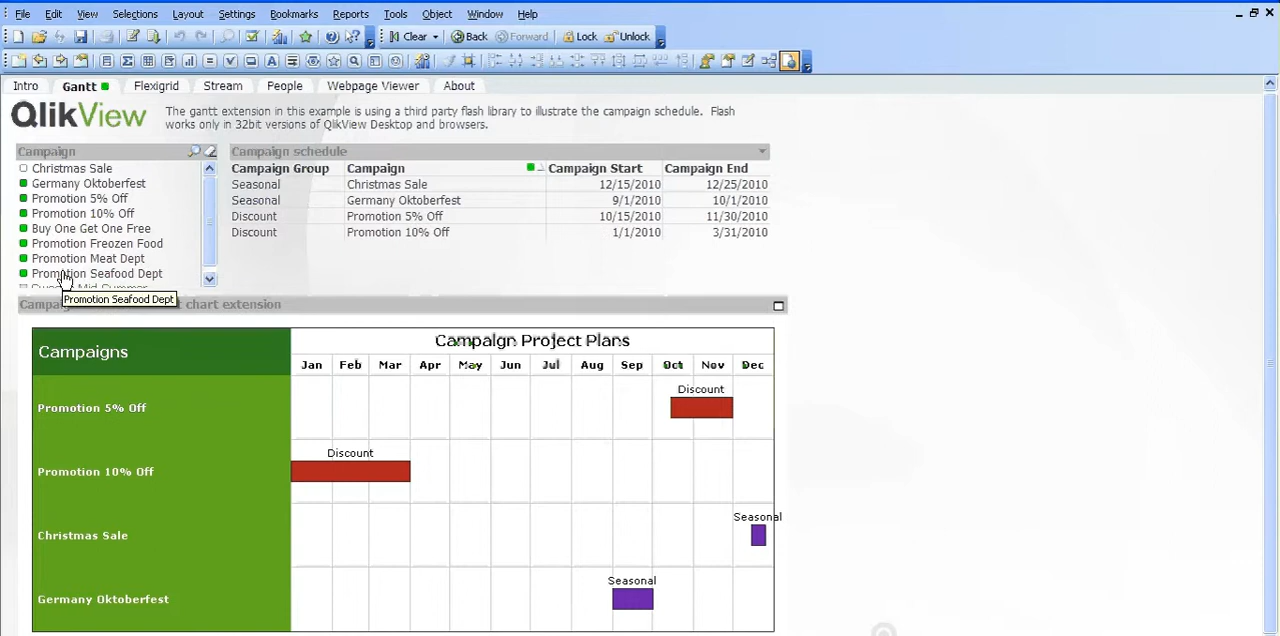 File Edit View Selections Layout Settings Bookmarks Reports Tools Object Window Help
Clear Back Forward Lock Unlock
Intro Gantt Flexigrid Stream People Webpage Viewer About
QlikView
The gantt extension in this example is using a third party flash library to illustrate the campaign schedule. Flash
works only in 32bit versions of QlikView Desktop and browsers.
Campaign
Christmas Sale
Germany Oktoberfest
Promotion 5% Off
Promotion 10% Off
Buy One Get One Free
Promotion Freozen Food
Promotion Meat Dept
Promotion Seafood Dept
Promotion Seafood Dept
Campaign schedule
Campaign Group Campaign Campaign Start Campaign End
Seasonal Christmas Sale 12/15/2010 12/25/2010
Seasonal Germany Oktoberfest 9/1/2010 10/1/2010
Discount Promotion 5% Off 10/15/2010 11/30/2010
Discount Promotion 10% Off 1/1/2010 3/31/2010
chart extension
Campaigns
Campaign Project Plans
Jan Feb Mar Apr May Jun Jul Aug Sep Oct Nov Dec
Promotion 5% Off
Discount
Promotion 10% Off
Discount
Christmas Sale
Seasonal
Germany Oktoberfest
Seasonal